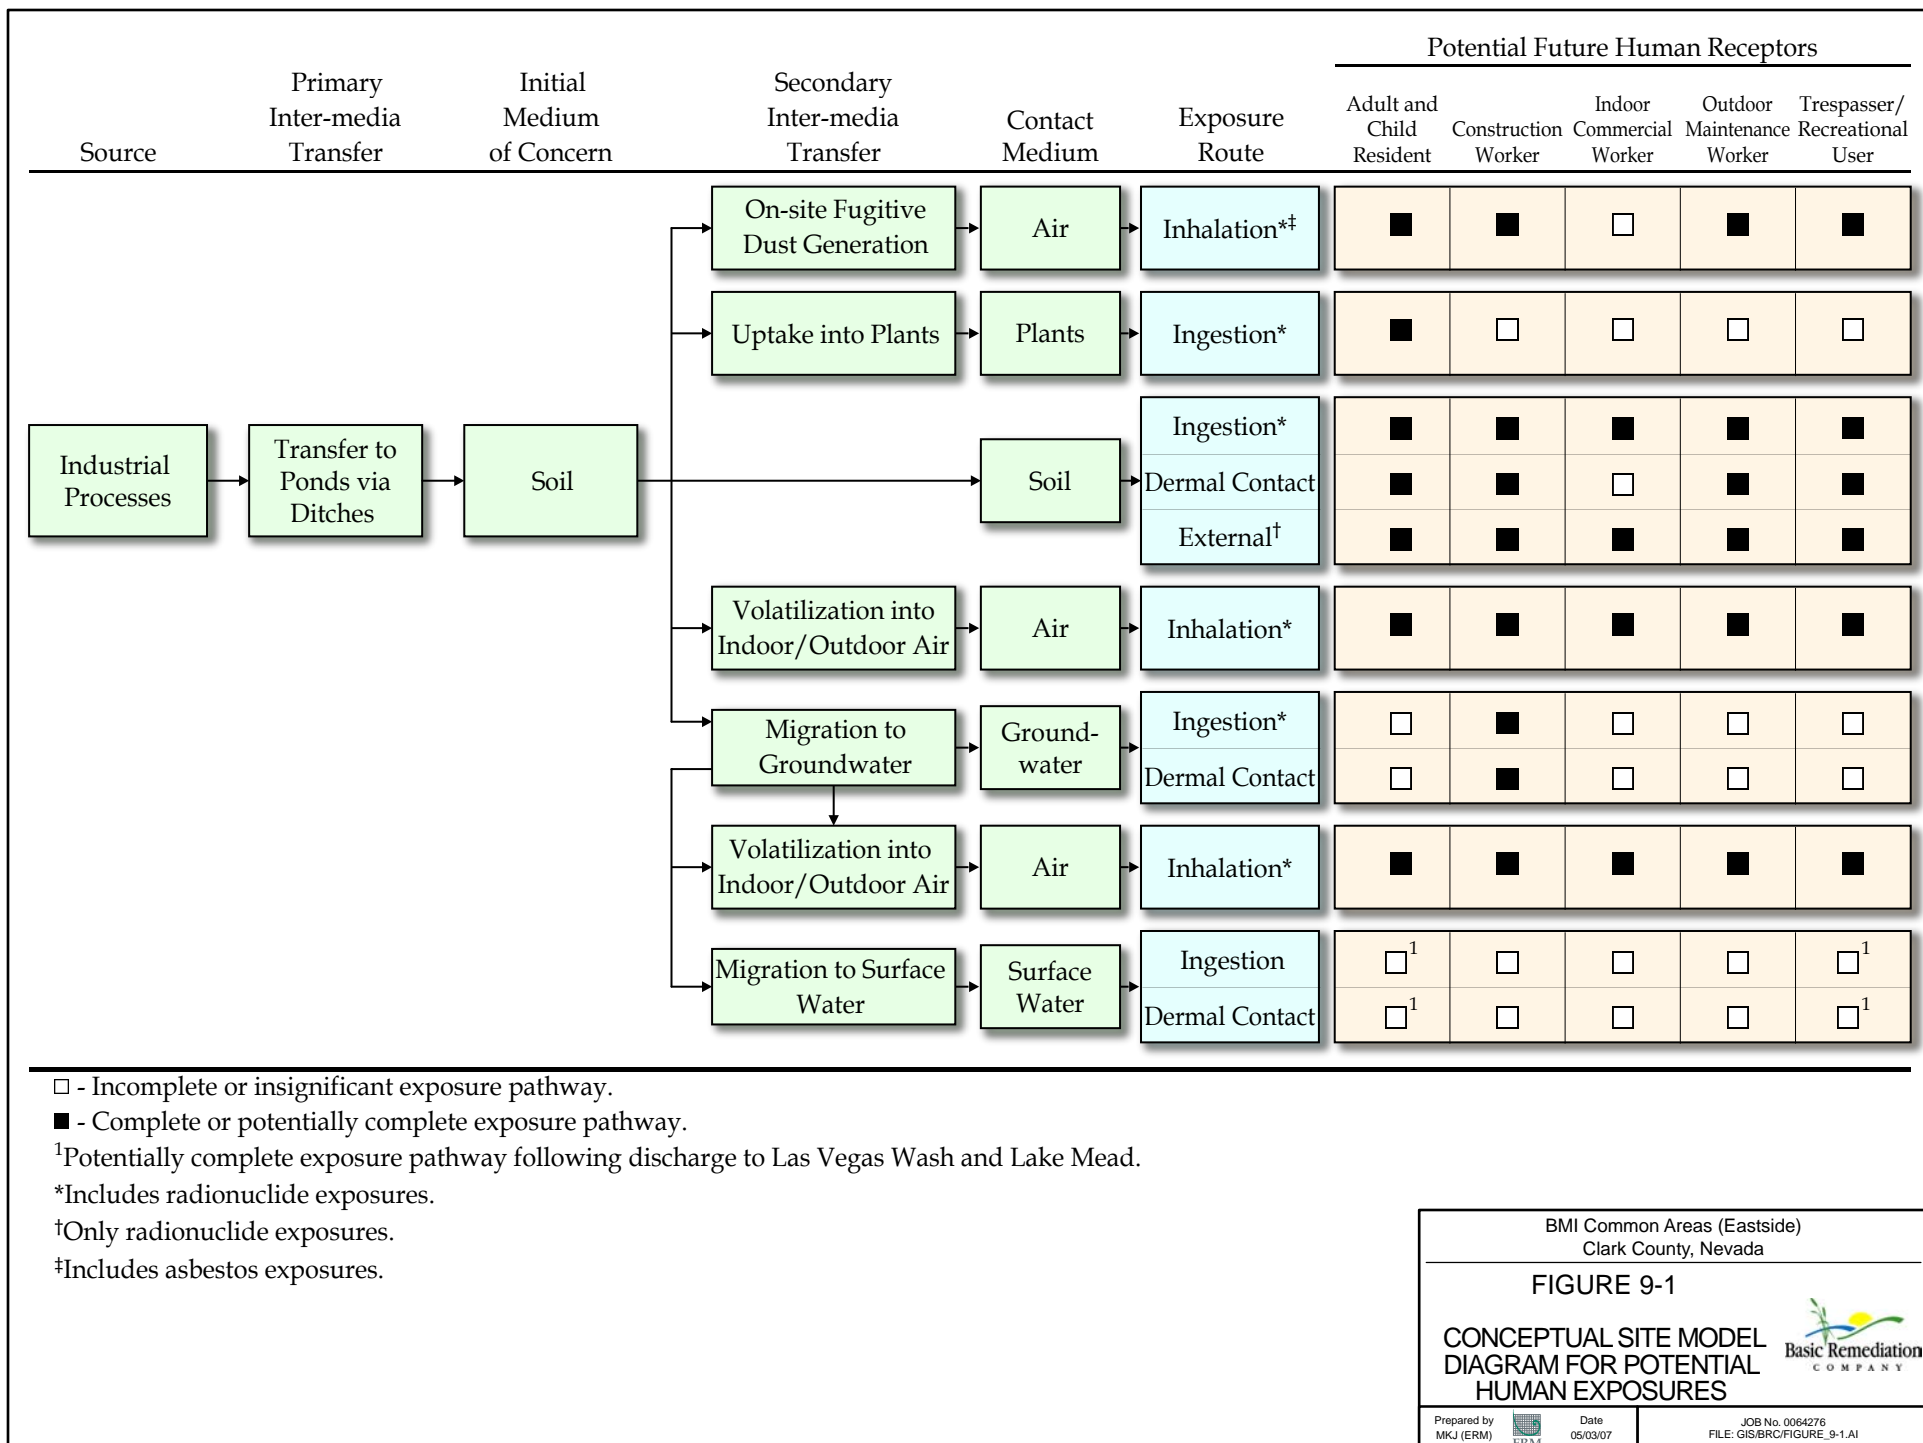 Potential Future Human Receptors
Source
Primary
Inter-media
Transfer
Initial
Medium
of Concern
Secondary
Inter-media
Transfer
Contact
Medium
Exposure
Route
Adult and
Child
Resident
Construction
Worker
Indoor
Commercial
Worker
Outdoor
Maintenance
Worker
Trespasser/
Recreational
User
On-site Fugitive
Dust Generation
Air
Inhalation*‡
■ ■ □ ■ ■
Uptake into Plants
Plants
Ingestion*
■ □ □ □ □
Industrial
Processes
Transfer to
Ponds via
Ditches
Soil
Soil
Ingestion*
■ ■ ■ ■ ■
Dermal Contact
■ ■ □ ■ ■
External†
■ ■ ■ ■ ■
Volatilization into
Indoor/Outdoor Air
Air
Inhalation*
■ ■ ■ ■ ■
Migration to
Groundwater
Ground-
water
Ingestion*
□ ■ □ □ □
Dermal Contact
□ ■ □ □ □
Volatilization into
Indoor/Outdoor Air
Air
Inhalation*
■ ■ ■ ■ ■
Migration to Surface
Water
Surface
Water
Ingestion
□1 □ □ □ □1
Dermal Contact
□1 □ □ □ □1
□ - Incomplete or insignificant exposure pathway.
■ - Complete or potentially complete exposure pathway.
1Potentially complete exposure pathway following discharge to Las Vegas Wash and Lake Mead.
*Includes radionuclide exposures.
†Only radionuclide exposures.
‡Includes asbestos exposures.
BMI Common Areas (Eastside)
Clark County, Nevada
FIGURE 9-1
CONCEPTUAL SITE MODEL
DIAGRAM FOR POTENTIAL
HUMAN EXPOSURES
Basic Remediation
COMPANY
Prepared by
MKJ (ERM)
ERM
Date
05/03/07
JOB No. 0064276
FILE: GIS/BRC/FIGURE_9-1.AI